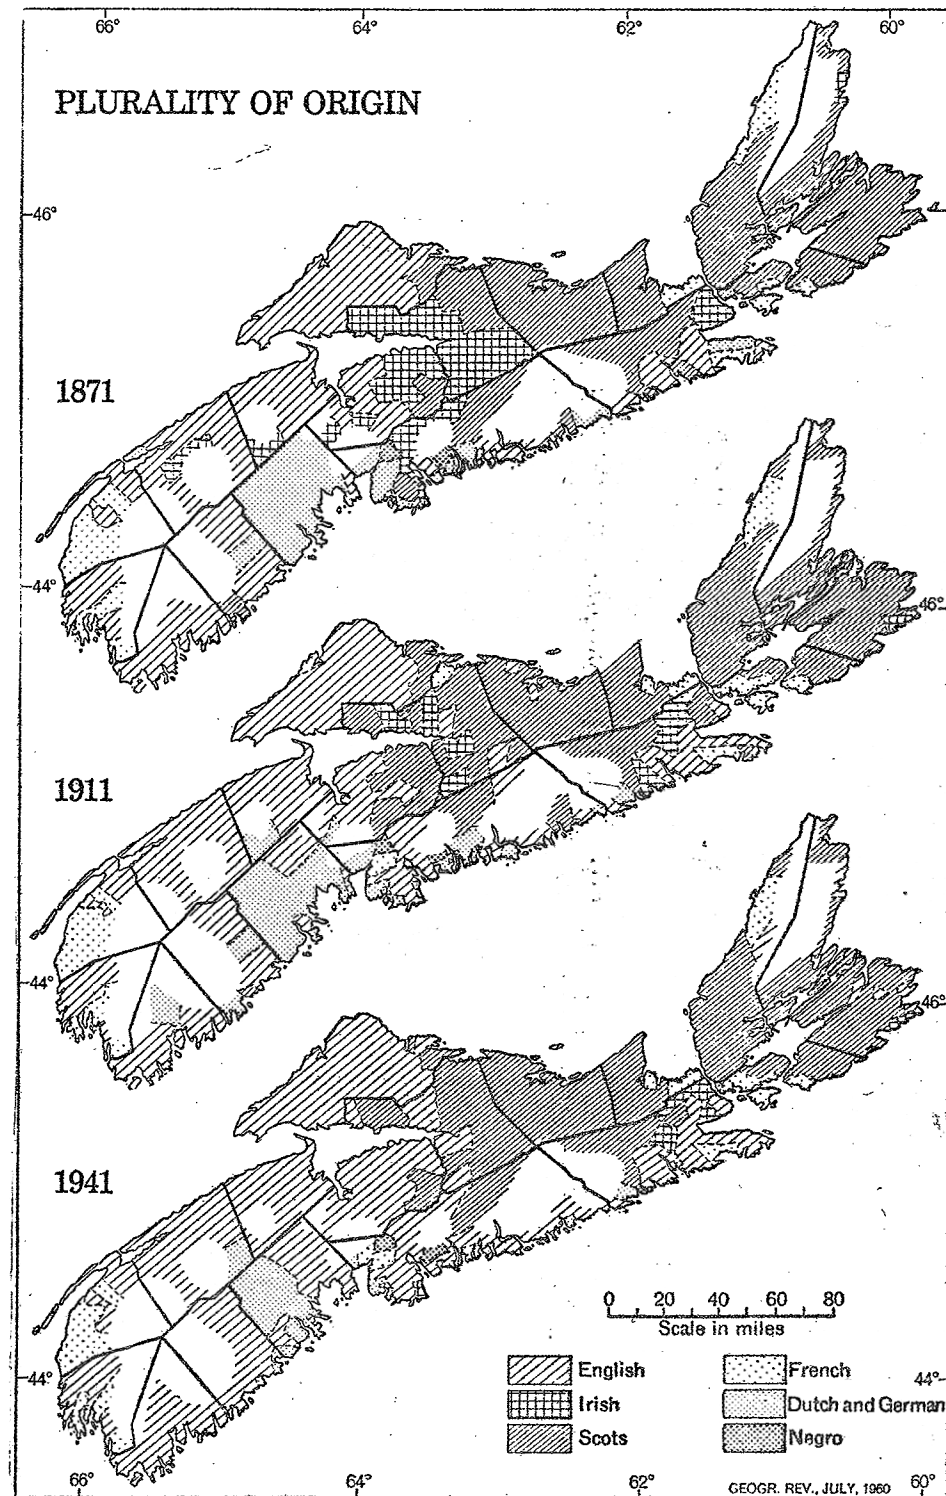 66° 64° 62° 60°
PLURALITY OF ORIGIN
46°
1871
44°
46°
1911
44°
46°
1941
0 20 40 60 80
Scale in miles
English French
44° 44°
Irish Dutch and German
Scots Negro
66° 64° 62° 60°
GEOGR. REV., JULY, 1960